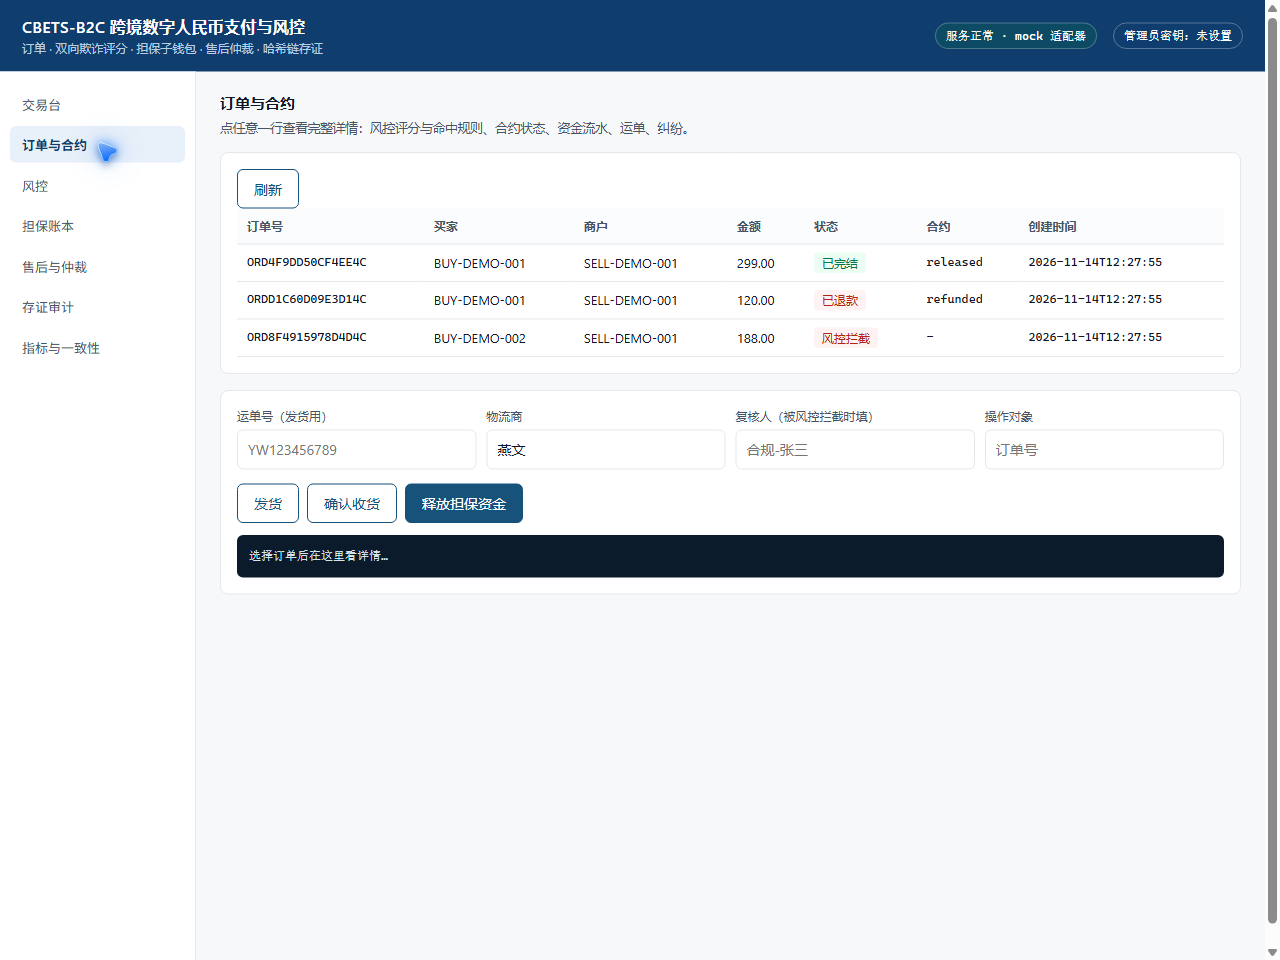 CBETS-B2C 跨境数字人民币支付与风控
订单 · 双向欺诈评分 · 担保子钱包 · 售后仲裁 · 哈希链存证
服务正常 · mock 适配器
管理员密钥: 未设置
交易台
订单与合约
风控
担保账本
售后与仲裁
存证审计
指标与一致性
订单与合约
点任意一行查看完整详情：风控评分与命中规则、合约状态、资金流水、运单、纠纷。
刷新
订单号 买家 商户 金额 状态 合约 创建时间
ORD4F9DD50CF4EE4C BUY-DEMO-001 SELL-DEMO-001 299.00 已完结 released 2026-11-14T12:27:55
ORDD1C60D09E3D14C BUY-DEMO-001 SELL-DEMO-001 120.00 已退款 refunded 2026-11-14T12:27:55
ORD8F4915978D4D4C BUY-DEMO-002 SELL-DEMO-001 188.00 风控拦截 — 2026-11-14T12:27:55
运单号（发货用） 物流商 复核人（被风控拦截时填） 操作对象
YW123456789 燕文 合规-张三 订单号
发货 确认收货 释放担保资金
选择订单后在这里看详情…